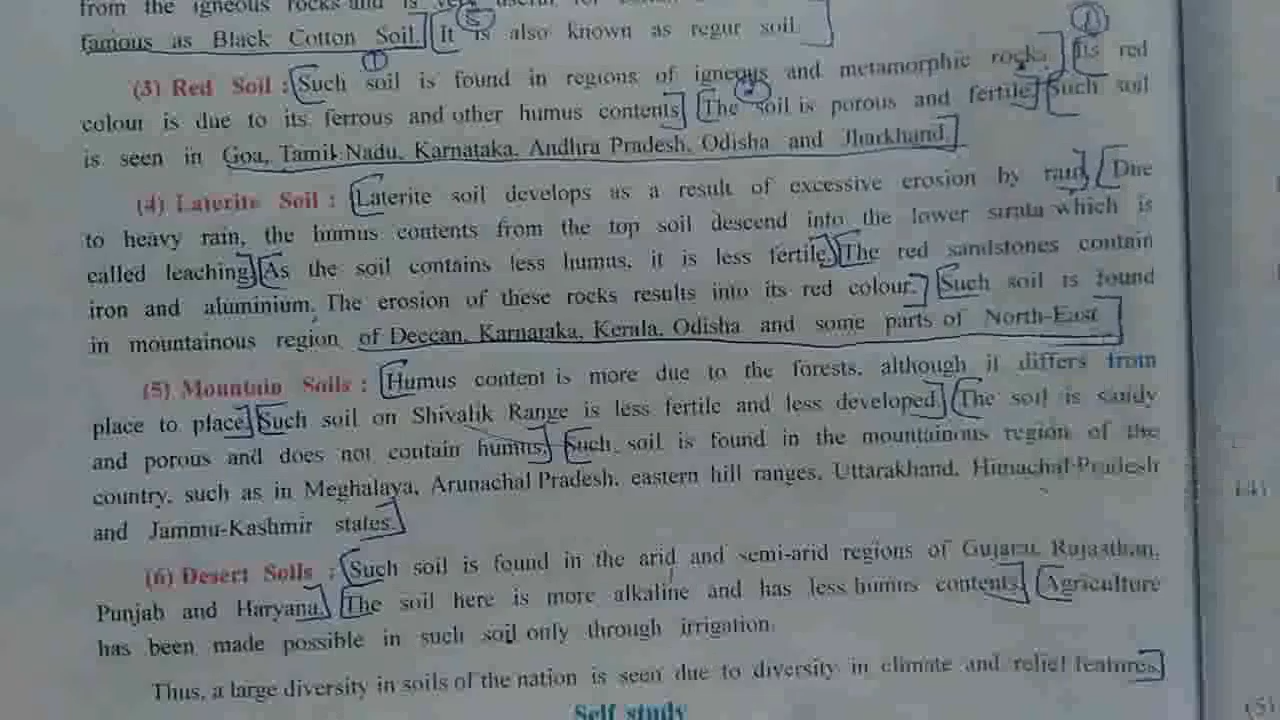 from the igneous rocks and is very useful for
famous as Black Cotton Soil. It is also known as regur soil.
(3) Red Soil : Such soil is found in regions of igneous and metamorphic rocks. Its red
colour is due to its ferrous and other humus contents. The soil is porous and fertile. Such soil
is seen in Goa, Tamil Nadu, Karnataka, Andhra Pradesh, Odisha and Jharkhand.
(4) Laterite Soil : Laterite soil develops as a result of excessive erosion by rain. Due
to heavy rain, the humus contents from the top soil descend into the lower strata which is
called leaching. As the soil contains less humus, it is less fertile. The red sandstones contain
iron and aluminium. The erosion of these rocks results into its red colour. Such soil is found
in mountainous region of Deccan, Karnataka, Kerala, Odisha and some parts of North-East
(5) Mountain Soils : Humus content is more due to the forests, although it differs from
place to place. Such soil on Shivalik Range is less fertile and less developed. The soil is sandy
and porous and does not contain humus. Such soil is found in the mountainous region of the
country, such as in Meghalaya, Arunachal Pradesh, eastern hill ranges, Uttarakhand, Himachal Pradesh
and Jammu-Kashmir states.
(6) Desert Soils : Such soil is found in the arid and semi-arid regions of Gujarat, Rajasthan,
Punjab and Haryana. The soil here is more alkaline and has less humus contents. Agriculture
has been made possible in such soil only through irrigation.
Thus, a large diversity in soils of the nation is seen due to diversity in climate and relief features.
Self study
(4)
(5)